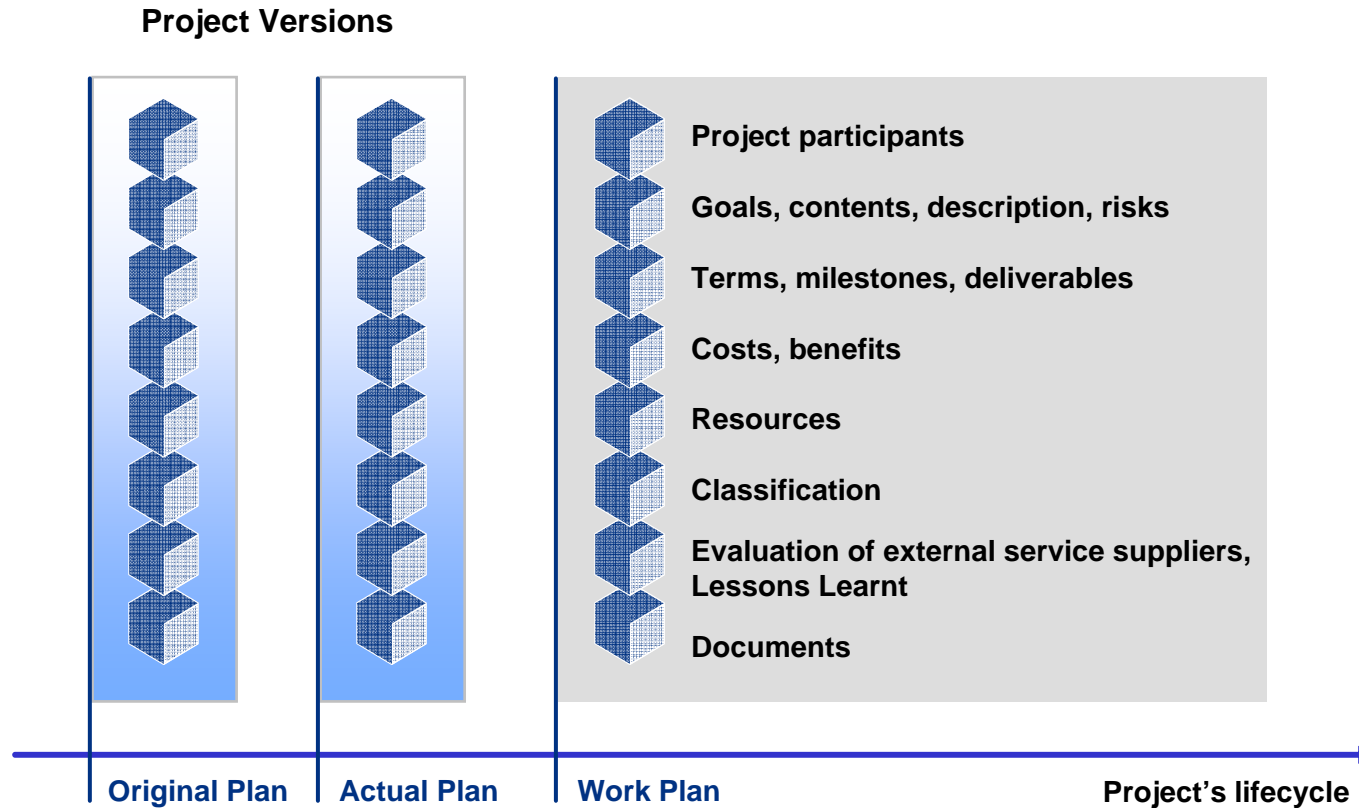 Project Versions
Project participants
Goals, contents, description, risks
Terms, milestones, deliverables
Costs, benefits
Resources
Classification
Evaluation of external service suppliers,
Lessons Learnt
Documents
Original Plan
Actual Plan
Work Plan
Project’s lifecycle